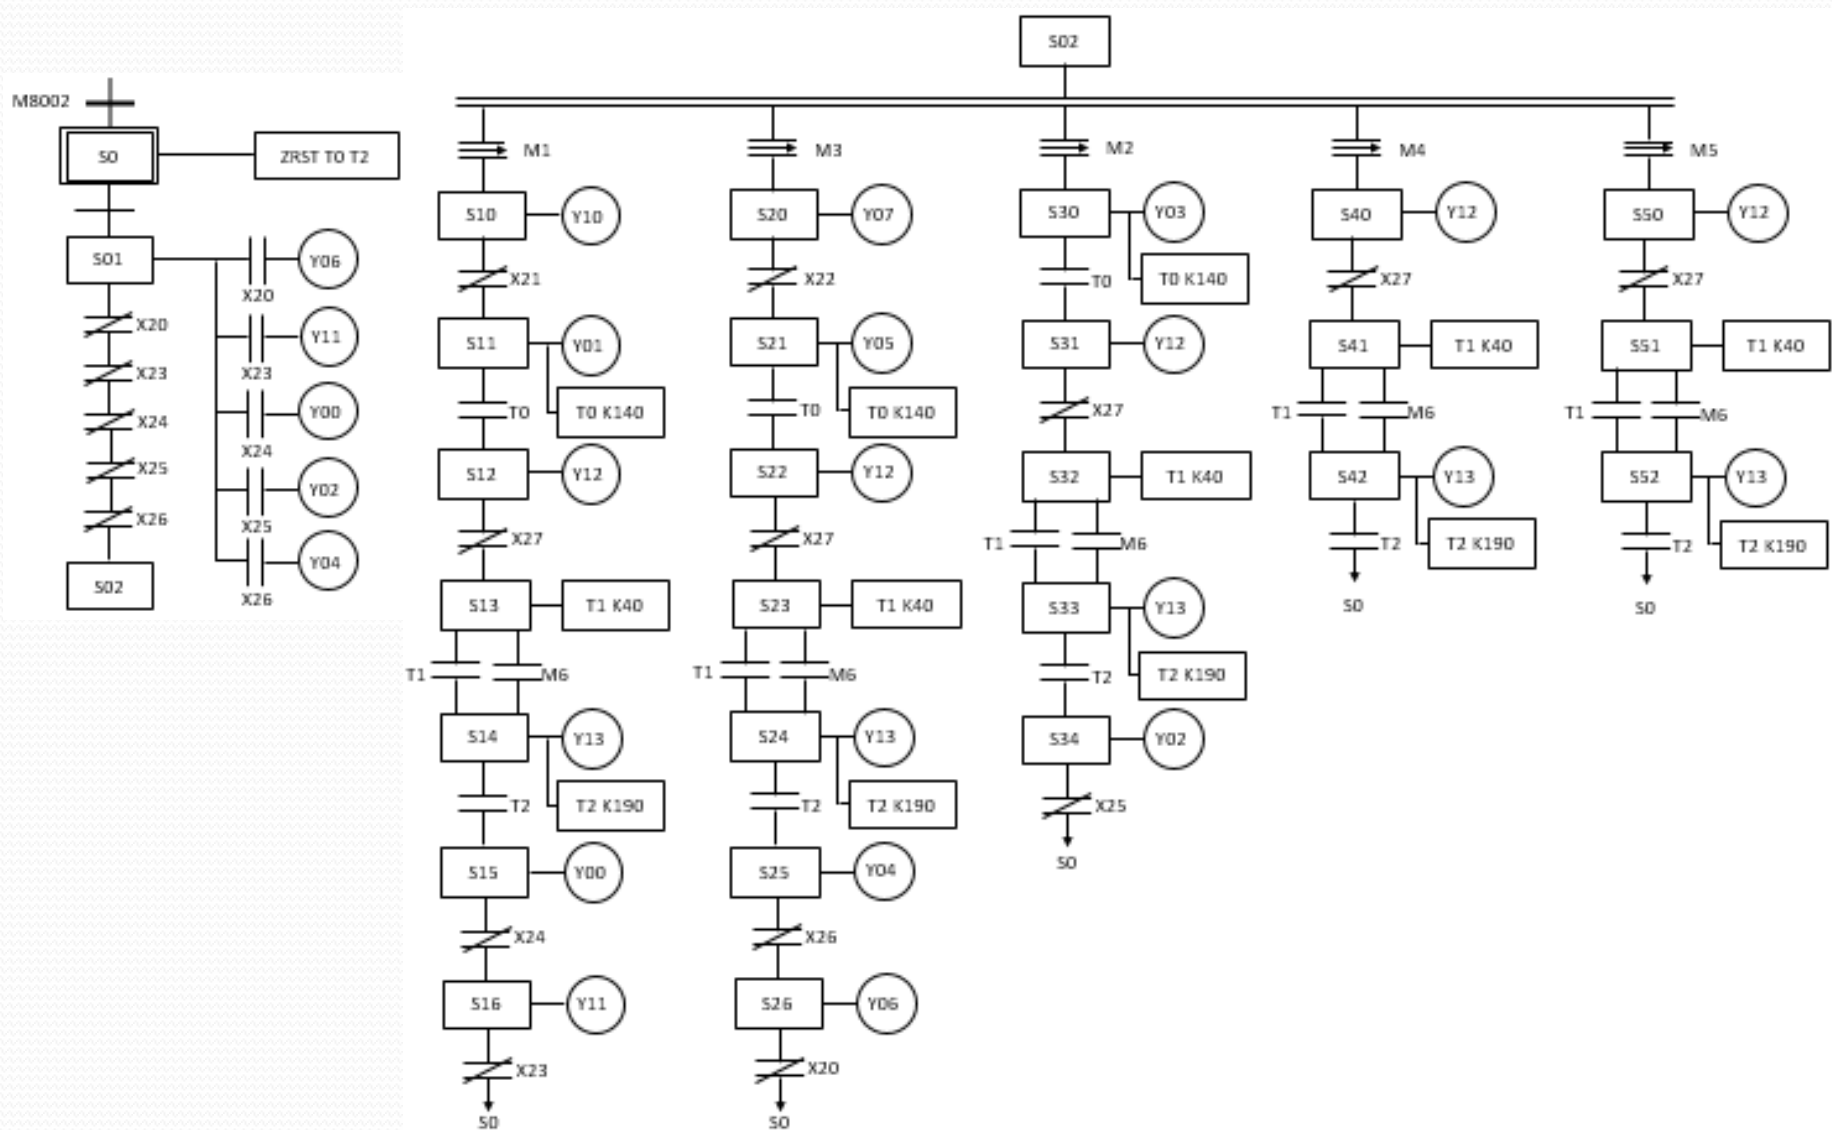 M8002
S0
ZRST T0 T2
S01
X20
Y06
X23
Y11
X24
Y00
X25
Y02
X26
Y04
X20
X23
X24
X25
X26
S02
S02
M1
S10
Y10
X21
S11
Y01
T0 K140
T0
S12
Y12
X27
S13
T1 K40
T1
M6
S14
Y13
T2 K190
T2
S15
Y00
X24
S16
Y11
X23
S0
M3
S20
Y07
X22
S21
Y05
T0 K140
T0
S22
Y12
X27
S23
T1 K40
T1
M6
S24
Y13
T2 K190
T2
S25
Y04
X26
S26
Y06
X20
S0
M2
S30
Y03
T0 K140
T0
S31
Y12
X27
S32
T1 K40
T1
M6
S33
Y13
T2 K190
T2
S34
Y02
X25
S0
M4
S40
Y12
X27
S41
T1 K40
T1
M6
S42
Y13
T2 K190
T2
S0
M5
S50
Y12
X27
S51
T1 K40
T1
M6
S52
Y13
T2 K190
T2
S0